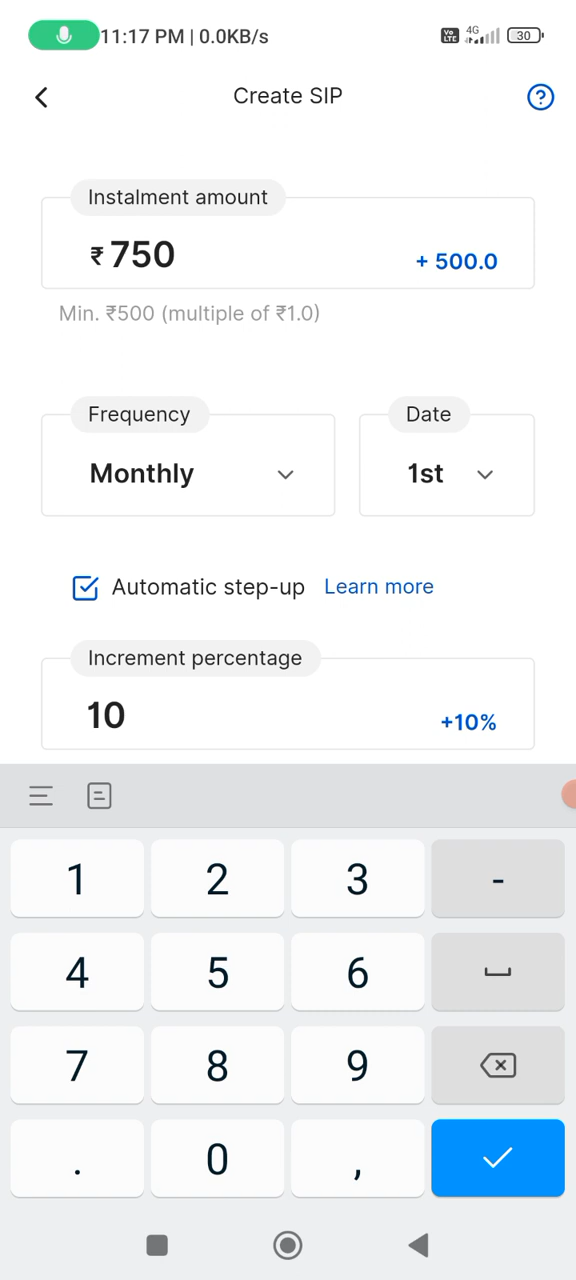 11:17 PM | 0.0KB/s Vo LTE 4G 30
Create SIP
Instalment amount
₹ 750 + 500.0
Min. ₹500 (multiple of ₹1.0)
Frequency Date
Monthly 1st
Automatic step-up Learn more
Increment percentage
10 +10%
1 2 3 -
4 5 6
7 8 9
. 0 ,